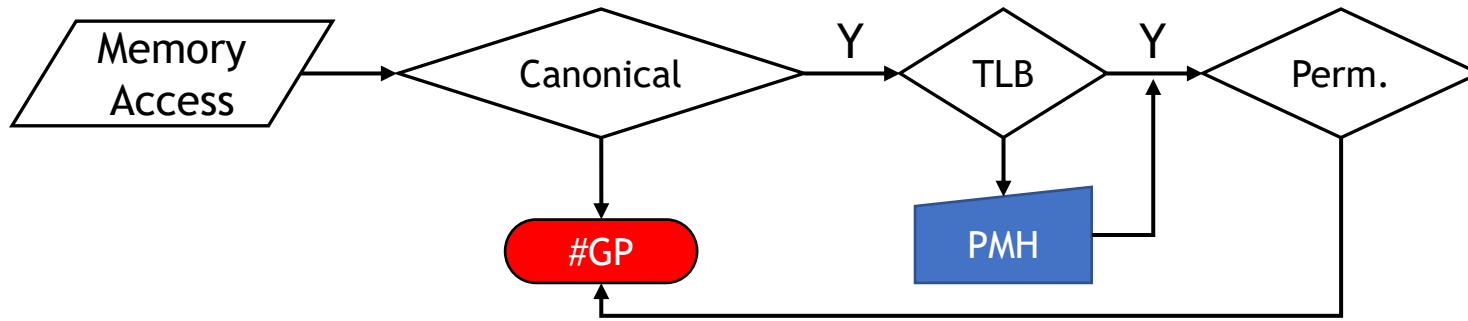 Memory
Access
Canonical
Y
TLB
Y
Perm.
#GP
PMH